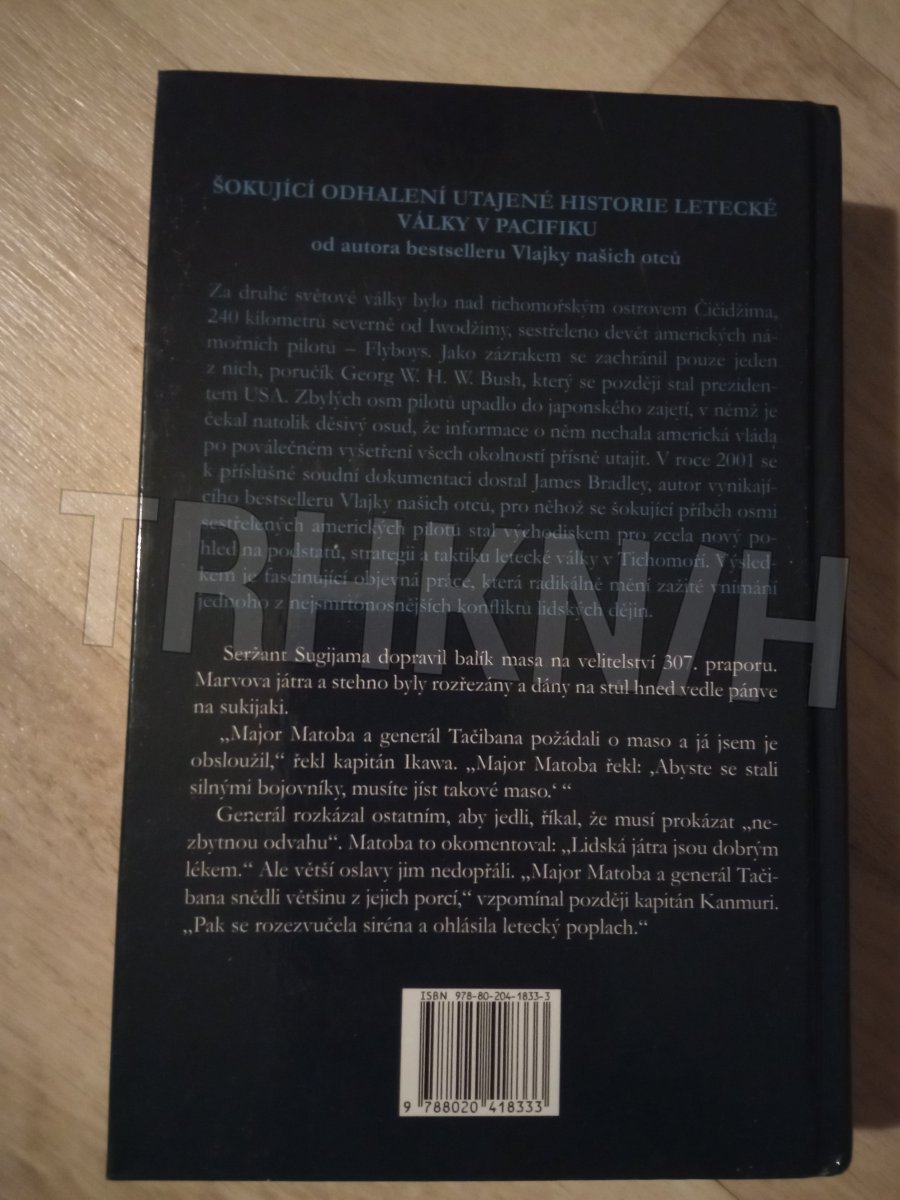 ŠOKUJÍCÍ ODHALENÍ UTAJENÉ HISTORIE LETECKÉ
VÁLKY V PACIFIKU
od autora bestselleru Vlajky našich otců
Za druhé světové války bylo nad tichomořským ostrovem Čičidžima,
240 kilometrů severně od Iwodžimy, sestřeleno devět amerických ná-
mořních pilotů – Flyboys. Jako zázrakem se zachránil pouze jeden
z nich, poručík Georg W. H. W. Bush, který se později stal preziden-
tem USA. Zbylých osm pilotů upadlo do japonského zajetí, v němž je
čekal natolik děsivý osud, že informace o něm nechala americká vláda
po poválečném vyšetření všech okolností přísně utajit. V roce 2001 se
k příslušné soudní dokumentaci dostal James Bradley, autor vynikají-
cího bestselleru Vlajky našich otců, pro něhož se šokující příběh osmi
sestřelených amerických pilotů stal východiskem pro zcela nový po-
hled na podstatu, strategii a taktiku letecké války v Tichomoří. Výsled-
kem je fascinující objevná práce, která radikálně mění zažité vnímání
jednoho z nejsmrtonosnějších konfliktů lidských dějin.
TRHKN/H
Seržant Sugijama dopravil balík masa na velitelství 307. praporu.
Marvova játra a stehno byly rozřezány a dány na stůl hned vedle pánve
na sukijaki.
„Major Matoba a generál Tačibana požádali o maso a já jsem je
obsloužil,“ řekl kapitán Ikawa. „Major Matoba řekl: ‚Abyste se stali
silnými bojovníky, musíte jíst takové maso.‘ “
Generál rozkázal ostatním, aby jedli, říkal, že musí prokázat „ne-
zbytnou odvahu“. Matoba to okomentoval: „Lidská játra jsou dobrým
lékem.“ Ale větší oslavy jim nedopřáli. „Major Matoba a generál Tači-
bana snědli většinu z jejich porcí,“ vzpomínal později kapitán Kanmuri.
„Pak se rozezvučela siréna a ohlásila letecký poplach.“
ISBN 978-80-204-1833-3
9 788020 418333